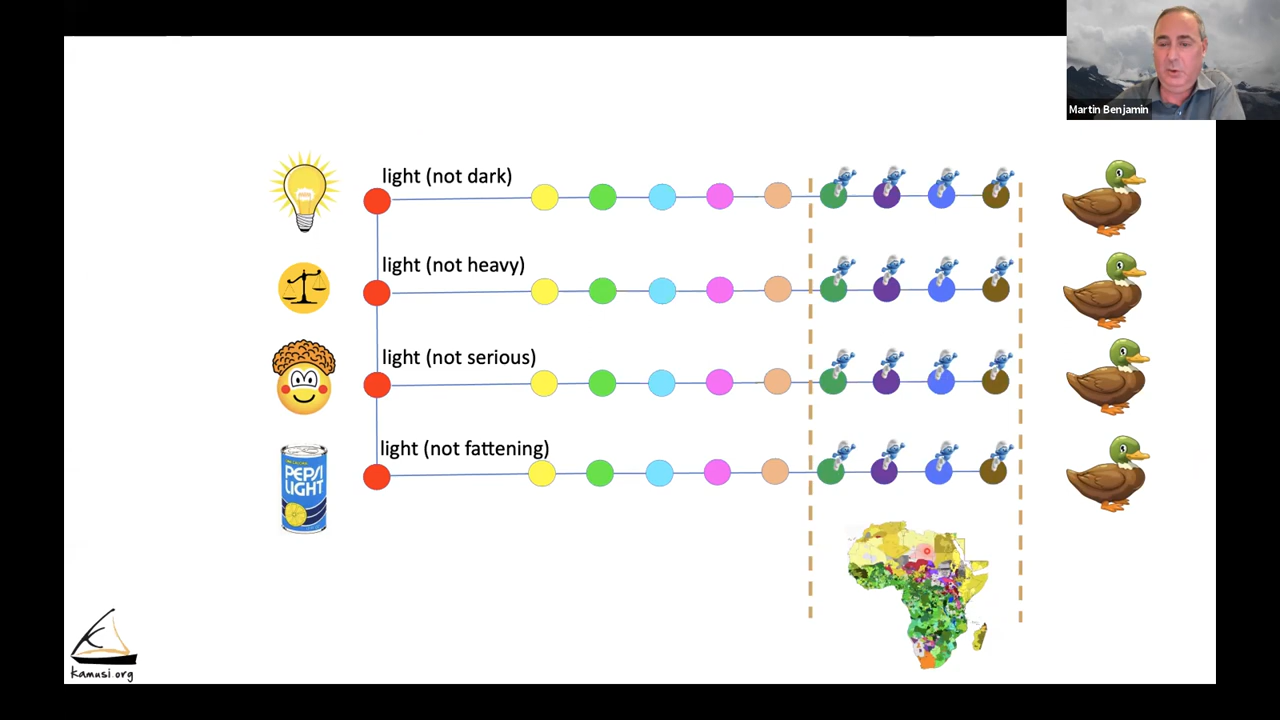 Martin Benjamin
light (not dark)
light (not heavy)
light (not serious)
light (not fattening)
PEPSI
LIGHT
kamusi.org